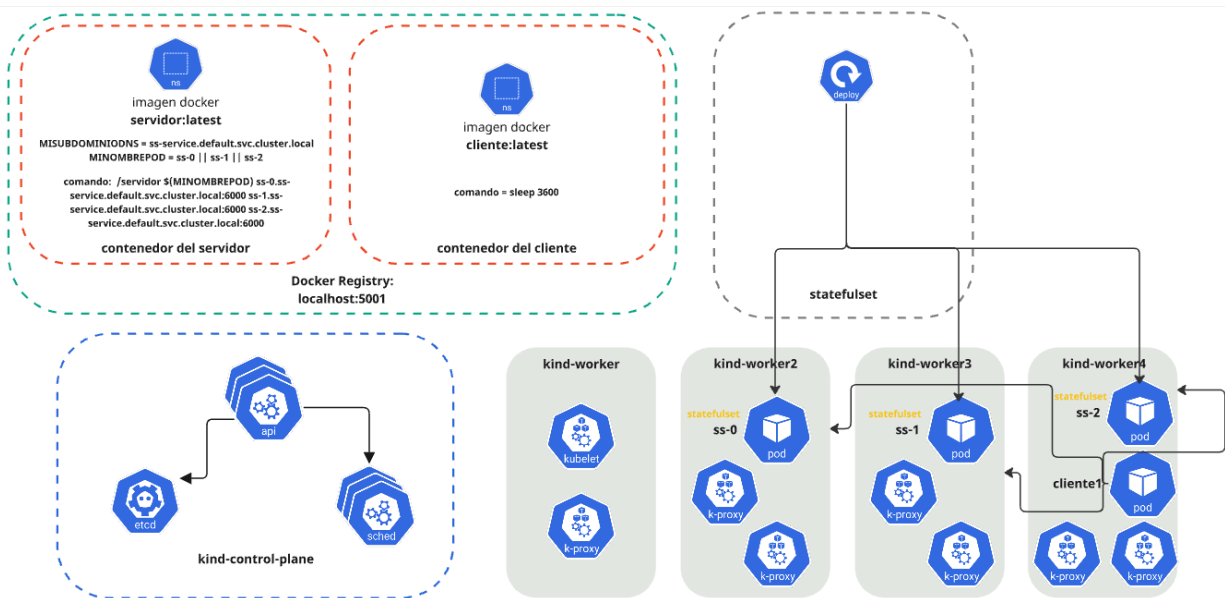 ns
imagen docker
servidor:latest
MISUBDOMINIODNS = ss-service.default.svc.cluster.local
MINOMBREPOD = ss-0 || ss-1 || ss-2
comando:  /servidor $(MINOMBREPOD) ss-0.ss-
service.default.svc.cluster.local:6000 ss-1.ss-
service.default.svc.cluster.local:6000 ss-2.ss-
service.default.svc.cluster.local:6000
contenedor del servidor
ns
imagen docker
cliente:latest
comando = sleep 3600
contenedor del cliente
Docker Registry:
localhost:5001
deploy
statefulset
api
etcd
sched
kind-control-plane
kind-worker
kubelet
k-proxy
kind-worker2
statefulset
ss-0
pod
k-proxy
k-proxy
kind-worker3
statefulset
ss-1
pod
k-proxy
k-proxy
kind-worker4
statefulset
ss-2
pod
cliente1
pod
k-proxy
k-proxy